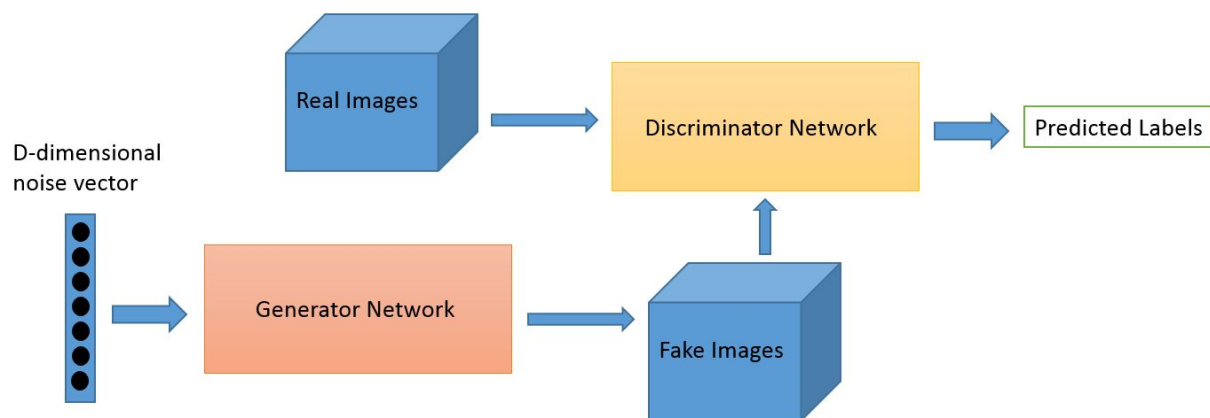 Real Images
Discriminator Network
Predicted Labels
D-dimensional
noise vector
Generator Network
Fake Images